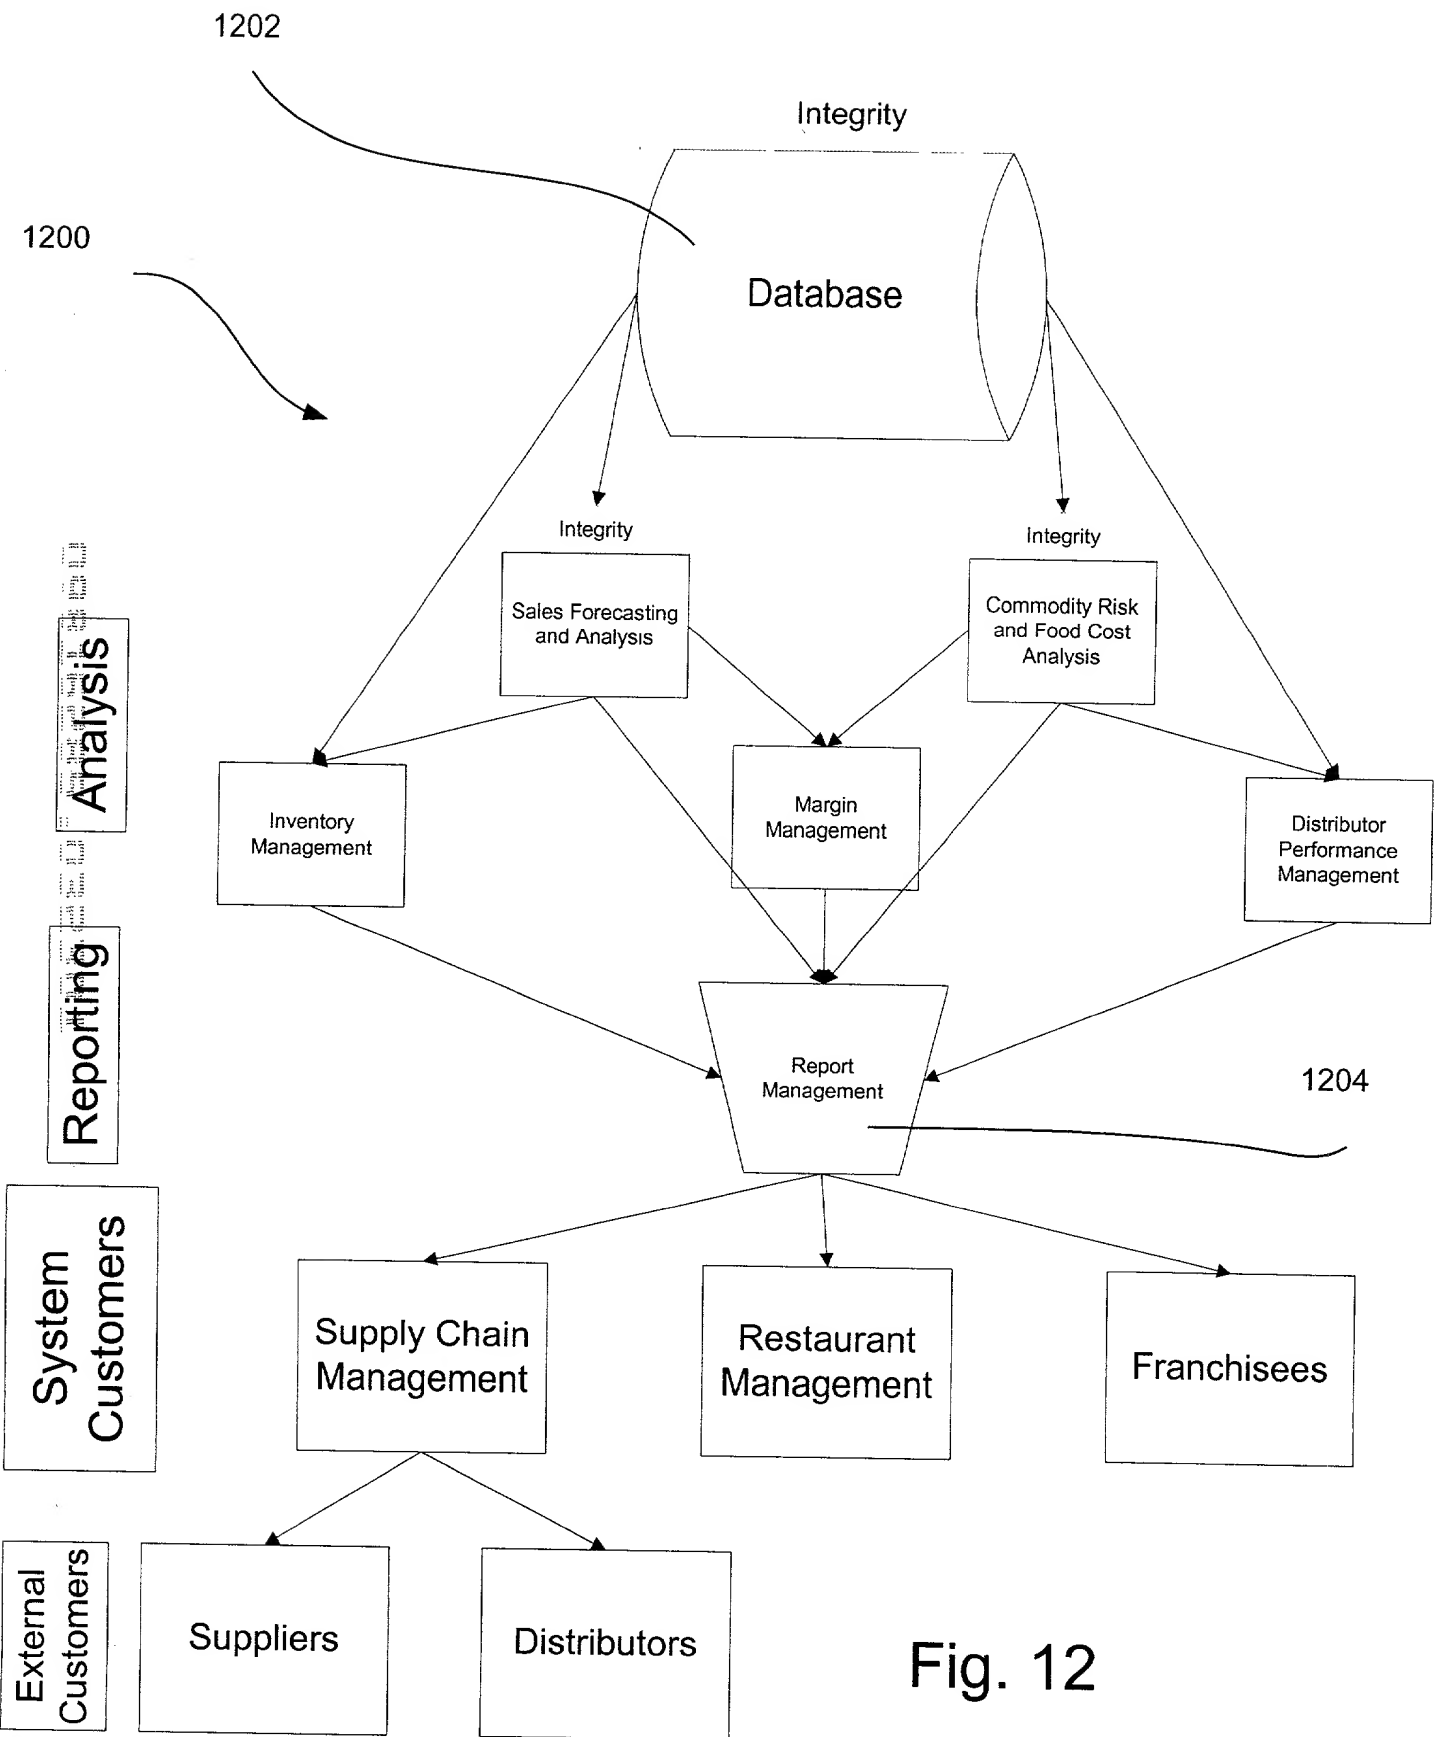 1202
Integrity
1200
Database
Integrity
Integrity
Sales Forecasting
and Analysis
Commodity Risk
and Food Cost
Analysis
Analysis
Inventory
Management
Margin
Management
Distributor
Performance
Management
Reporting
Report
Management
1204
System
Customers
Supply Chain
Management
Restaurant
Management
Franchisees
External
Customers
Suppliers
Distributors
Fig. 12